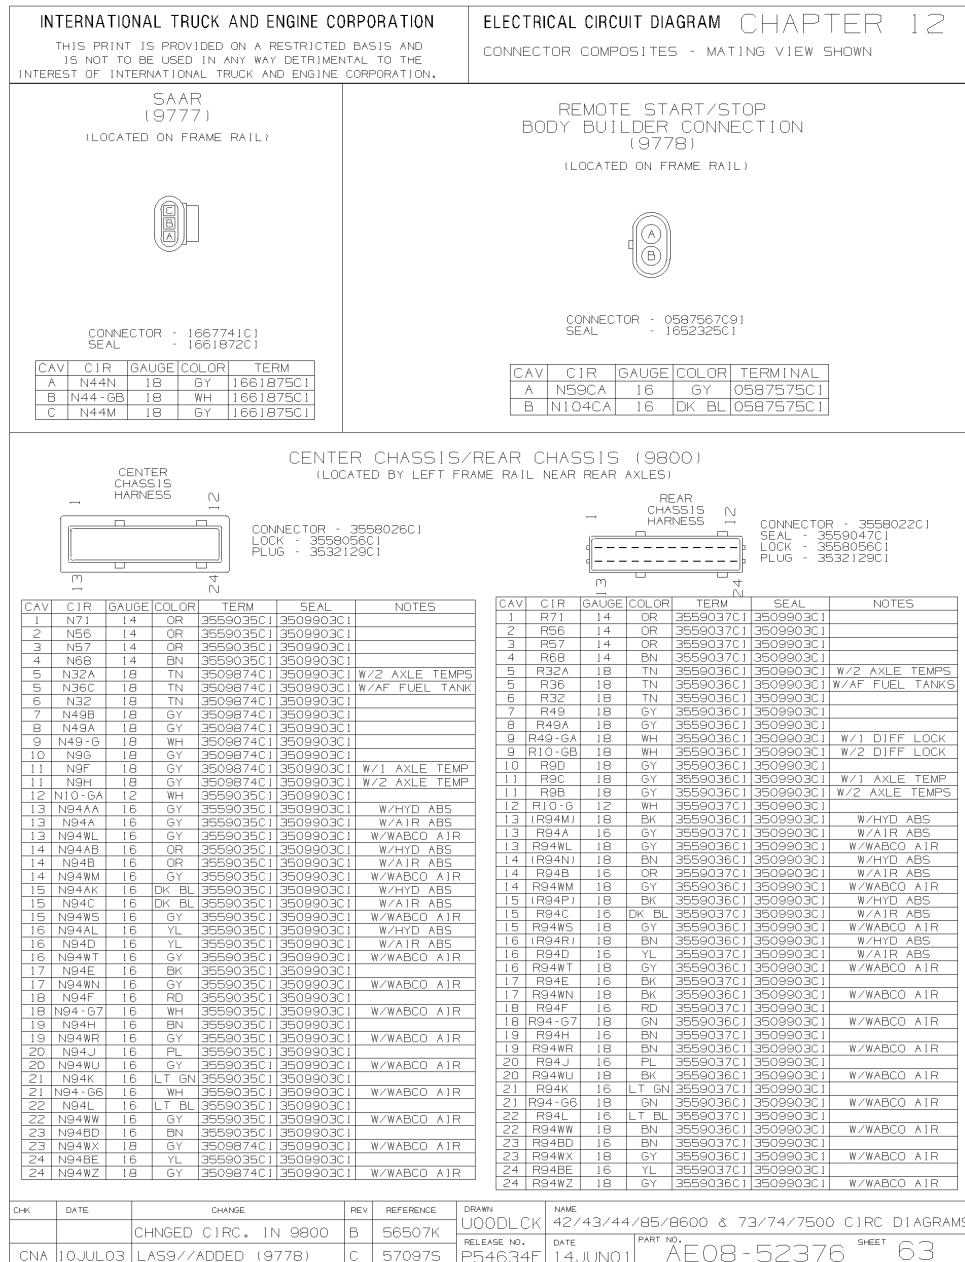 INTERNATIONAL TRUCK AND ENGINE CORPORATION
THIS PRINT IS PROVIDED ON A RESTRICTED BASIS AND
IS NOT TO BE USED IN ANY WAY DETRIMENTAL TO THE
INTEREST OF INTERNATIONAL TRUCK AND ENGINE CORPORATION.
ELECTRICAL CIRCUIT DIAGRAM CHAPTER 12
CONNECTOR COMPOSITES - MATING VIEW SHOWN
SAAR
(9777)
(LOCATED ON FRAME RAIL)
C
B
A
CONNECTOR - 1667741C1
SEAL - 1661872C1
CAV CIR GAUGE COLOR TERM
A N44N 18 GY 1661875C1
B N44-GB 18 WH 1661875C1
C N44M 18 GY 1661875C1
REMOTE START/STOP
BODY BUILDER CONNECTION
(9778)
(LOCATED ON FRAME RAIL)
A
B
CONNECTOR - 0587567C91
SEAL - 1652325C1
CAV CIR GAUGE COLOR TERMINAL
A N59CA 16 GY 0587575C1
B N104CA 16 DK BL 0587575C1
CENTER CHASSIS/REAR CHASSIS (9800)
(LOCATED BY LEFT FRAME RAIL NEAR REAR AXLES)
CENTER
CHASSIS
HARNESS
1 12
13 24
CONNECTOR - 3558026C1
LOCK - 3558056C1
PLUG - 3532129C1
CAV CIR GAUGE COLOR TERM SEAL NOTES
1 N71 14 OR 3559035C1 3509903C1
2 N56 14 OR 3559035C1 3509903C1
3 N57 14 OR 3559035C1 3509903C1
4 N68 14 BN 3559035C1 3509903C1
5 N32A 18 TN 3509874C1 3509903C1 W/2 AXLE TEMPS
5 N36C 18 TN 3509874C1 3509903C1 W/AF FUEL TANK
6 N32 18 TN 3509874C1 3509903C1
7 N49B 18 GY 3509874C1 3509903C1
8 N49A 18 GY 3509874C1 3509903C1
9 N49-G 18 WH 3509874C1 3509903C1
10 N9G 18 GY 3509874C1 3509903C1
11 N9F 18 GY 3509874C1 3509903C1 W/1 AXLE TEMP
11 N9H 18 GY 3509874C1 3509903C1 W/2 AXLE TEMP
12 N10-GA 12 WH 3559035C1 3509903C1
13 N94AA 16 GY 3559035C1 3509903C1 W/HYD ABS
13 N94A 16 GY 3559035C1 3509903C1 W/AIR ABS
13 N94WL 16 GY 3559035C1 3509903C1 W/WABCO AIR
14 N94AB 16 OR 3559035C1 3509903C1 W/HYD ABS
14 N94B 16 OR 3559035C1 3509903C1 W/AIR ABS
14 N94WM 16 GY 3559035C1 3509903C1 W/WABCO AIR
15 N94AK 16 DK BL 3559035C1 3509903C1 W/HYD ABS
15 N94C 16 DK BL 3559035C1 3509903C1 W/AIR ABS
15 N94WS 16 GY 3559035C1 3509903C1 W/WABCO AIR
16 N94AL 16 YL 3559035C1 3509903C1 W/HYD ABS
16 N94D 16 YL 3559035C1 3509903C1 W/AIR ABS
16 N94WT 16 GY 3559035C1 3509903C1 W/WABCO AIR
17 N94E 16 BK 3559035C1 3509903C1
17 N94WN 16 GY 3559035C1 3509903C1 W/WABCO AIR
18 N94F 16 RD 3559035C1 3509903C1
18 N94-G7 16 WH 3559035C1 3509903C1 W/WABCO AIR
19 N94H 16 BN 3559035C1 3509903C1
19 N94WR 16 GY 3559035C1 3509903C1 W/WABCO AIR
20 N94J 16 PL 3559035C1 3509903C1
20 N94WU 16 GY 3559035C1 3509903C1 W/WABCO AIR
21 N94K 16 LT GN 3559035C1 3509903C1
21 N94-G6 16 WH 3559035C1 3509903C1 W/WABCO AIR
22 N94L 16 LT BL 3559035C1 3509903C1
22 N94WW 16 GY 3559035C1 3509903C1 W/WABCO AIR
23 N94BD 16 BN 3559035C1 3509903C1
23 N94WX 18 GY 3509874C1 3509903C1 W/WABCO AIR
24 N94BE 16 YL 3559035C1 3509903C1
24 N94WZ 18 GY 3509874C1 3509903C1 W/WABCO AIR
REAR
CHASSIS
HARNESS
1 12
13 24
CONNECTOR - 3558022C1
SEAL - 3559047C1
LOCK - 3558056C1
PLUG - 3532129C1
CAV CIR GAUGE COLOR TERM SEAL NOTES
1 R71 14 OR 3559037C1 3509903C1
2 R56 14 OR 3559037C1 3509903C1
3 R57 14 OR 3559037C1 3509903C1
4 R68 14 BN 3559037C1 3509903C1
5 R32A 18 TN 3559036C1 3509903C1 W/2 AXLE TEMPS
5 R36 18 TN 3559036C1 3509903C1 W/AF FUEL TANKS
6 R32 18 TN 3559036C1 3509903C1
7 R49 18 GY 3559036C1 3509903C1
8 R49A 18 GY 3559036C1 3509903C1
9 R49-GA 18 WH 3559036C1 3509903C1 W/1 DIFF LOCK
9 R10-GB 18 WH 3559036C1 3509903C1 W/2 DIFF LOCK
10 R9D 18 GY 3559036C1 3509903C1
11 R9C 18 GY 3559036C1 3509903C1 W/1 AXLE TEMP
11 R9B 18 GY 3559036C1 3509903C1 W/2 AXLE TEMPS
12 R10-G 12 WH 3559037C1 3509903C1
13 (R94M) 18 BK 3559036C1 3509903C1 W/HYD ABS
13 R94A 16 GY 3559037C1 3509903C1 W/AIR ABS
13 R94WL 18 GY 3559036C1 3509903C1 W/WABCO AIR
14 (R94N) 18 BN 3559036C1 3509903C1 W/HYD ABS
14 R94B 16 OR 3559037C1 3509903C1 W/AIR ABS
14 R94WM 18 GY 3559036C1 3509903C1 W/WABCO AIR
15 (R94P) 18 BK 3559036C1 3509903C1 W/HYD ABS
15 R94C 16 DK BL 3559037C1 3509903C1 W/AIR ABS
15 R94WS 18 GY 3559036C1 3509903C1 W/WABCO AIR
16 (R94R) 18 BN 3559036C1 3509903C1 W/HYD ABS
16 R94D 16 YL 3559037C1 3509903C1 W/AIR ABS
16 R94WT 18 GY 3559036C1 3509903C1 W/WABCO AIR
17 R94E 16 BK 3559037C1 3509903C1
17 R94WN 18 BK 3559036C1 3509903C1 W/WABCO AIR
18 R94F 16 RD 3559037C1 3509903C1
18 R94-G7 18 GN 3559036C1 3509903C1 W/WABCO AIR
19 R94H 16 BN 3559037C1 3509903C1
19 R94WR 18 BN 3559036C1 3509903C1 W/WABCO AIR
20 R94J 16 PL 3559037C1 3509903C1
20 R94WU 18 BK 3559036C1 3509903C1 W/WABCO AIR
21 R94K 16 LT GN 3559037C1 3509903C1
21 R94-G6 18 GN 3559036C1 3509903C1 W/WABCO AIR
22 R94L 16 LT BL 3559037C1 3509903C1
22 R94WW 18 BN 3559036C1 3509903C1 W/WABCO AIR
23 R94BD 16 BN 3559037C1 3509903C1
23 R94WX 18 GY 3559036C1 3509903C1 W/WABCO AIR
24 R94BE 16 YL 3559037C1 3509903C1
24 R94WZ 18 GY 3559036C1 3509903C1 W/WABCO AIR
CHK DATE CHANGE REV REFERENCE
CHNGED CIRC. IN 9800 B 56507K
CNA 10JUL03 LAS9//ADDED (9778) C 57097S
DRAWN
U00DLCK
NAME
42/43/44/85/8600 & 73/74/7500 CIRC DIAGRAMS
RELEASE NO.
P54634F
DATE
14JUN01
PART NO.
AE08-52376
SHEET
63